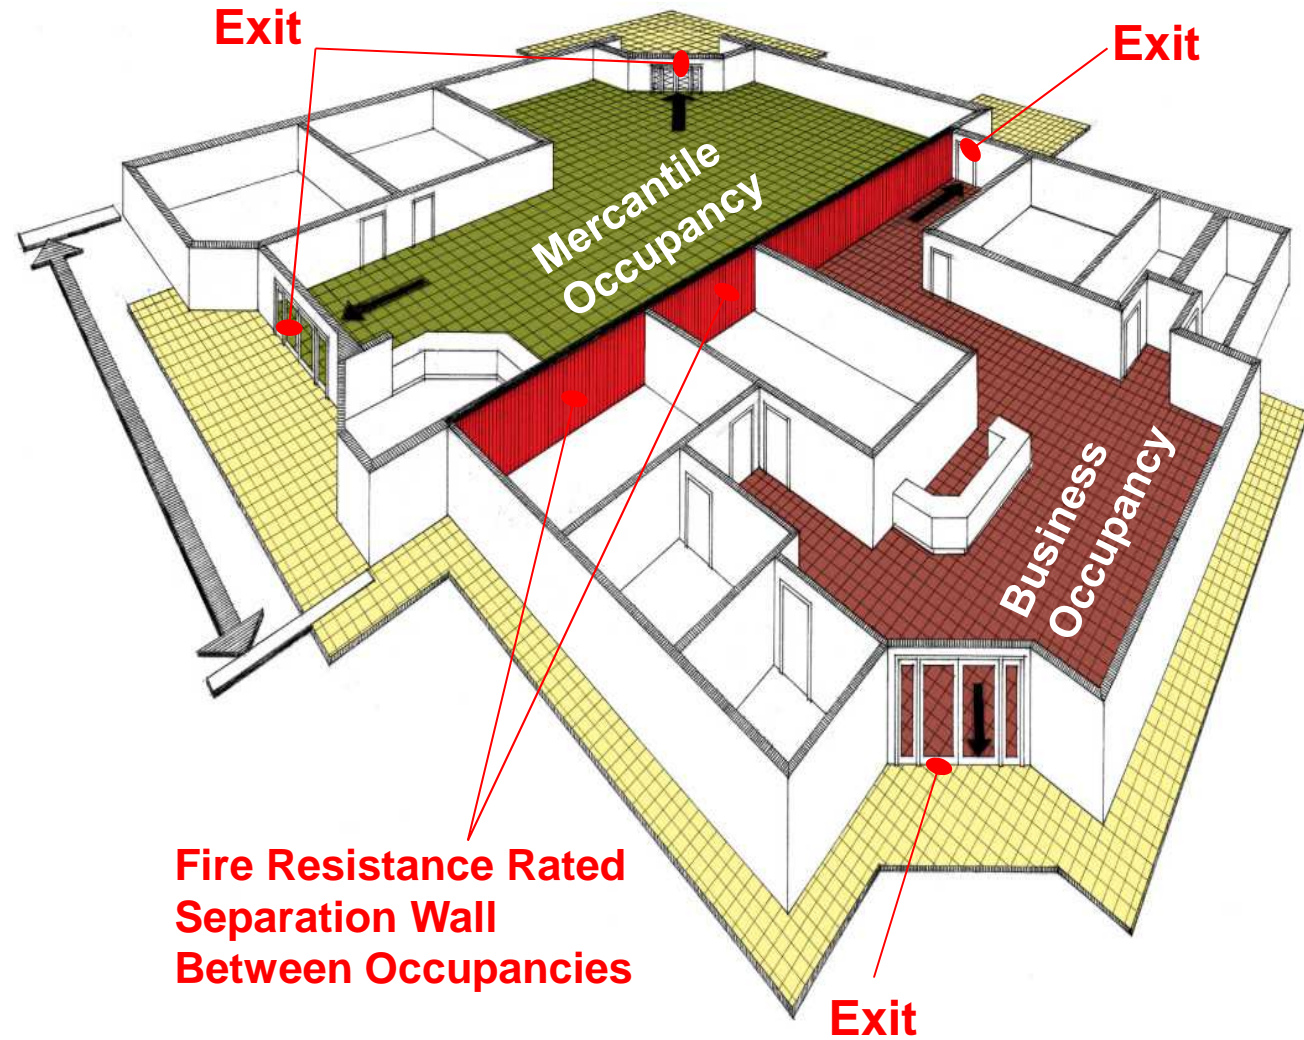 Exit
Exit
Mercantile
Occupancy
Business
Occupancy
Fire Resistance Rated
Separation Wall
Between Occupancies
Exit